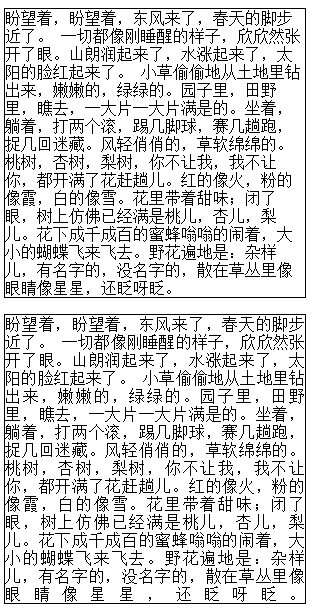 盼望着，盼望着，东风来了，春天的脚步
近了。 一切都像刚睡醒的样子，欣欣然张
开了眼。山朗润起来了，水涨起来了，太
阳的脸红起来了。 小草偷偷地从土地里钻
出来，嫩嫩的，绿绿的。园子里，田野
里，瞧去，一大片一大片满是的。坐着，
躺着，打两个滚，踢几脚球，赛几趟跑，
捉几回迷藏。风轻俏俏的，草软绵绵的。
桃树，杏树，梨树，你不让我，我不让
你，都开满了花赶趟儿。红的像火，粉的
像霞，白的像雪。花里带着甜味；闭了
眼，树上仿佛已经满是桃儿，杏儿，梨
儿。花下成千成百的蜜蜂嗡嗡的闹着，大
小的蝴蝶飞来飞去。野花遍地是：杂样
儿，有名字的，没名字的，散在草丛里像
眼睛像星星，还眨呀眨。
盼望着，盼望着，东风来了，春天的脚步
近了。 一切都像刚睡醒的样子，欣欣然张
开了眼。山朗润起来了，水涨起来了，太
阳的脸红起来了。 小草偷偷地从土地里钻
出来，嫩嫩的，绿绿的。园子里，田野
里，瞧去，一大片一大片满是的。坐着，
躺着，打两个滚，踢几脚球，赛几趟跑，
捉几回迷藏。风轻俏俏的，草软绵绵的。
桃树，杏树，梨树，你不让我，我不让
你，都开满了花赶趟儿。红的像火，粉的
像霞，白的像雪。花里带着甜味；闭了
眼，树上仿佛已经满是桃儿，杏儿，梨
儿。花下成千成百的蜜蜂嗡嗡的闹着，大
小的蝴蝶飞来飞去。野花遍地是：杂样
儿，有名字的，没名字的，散在草丛里像
眼睛像星星，还眨呀眨。